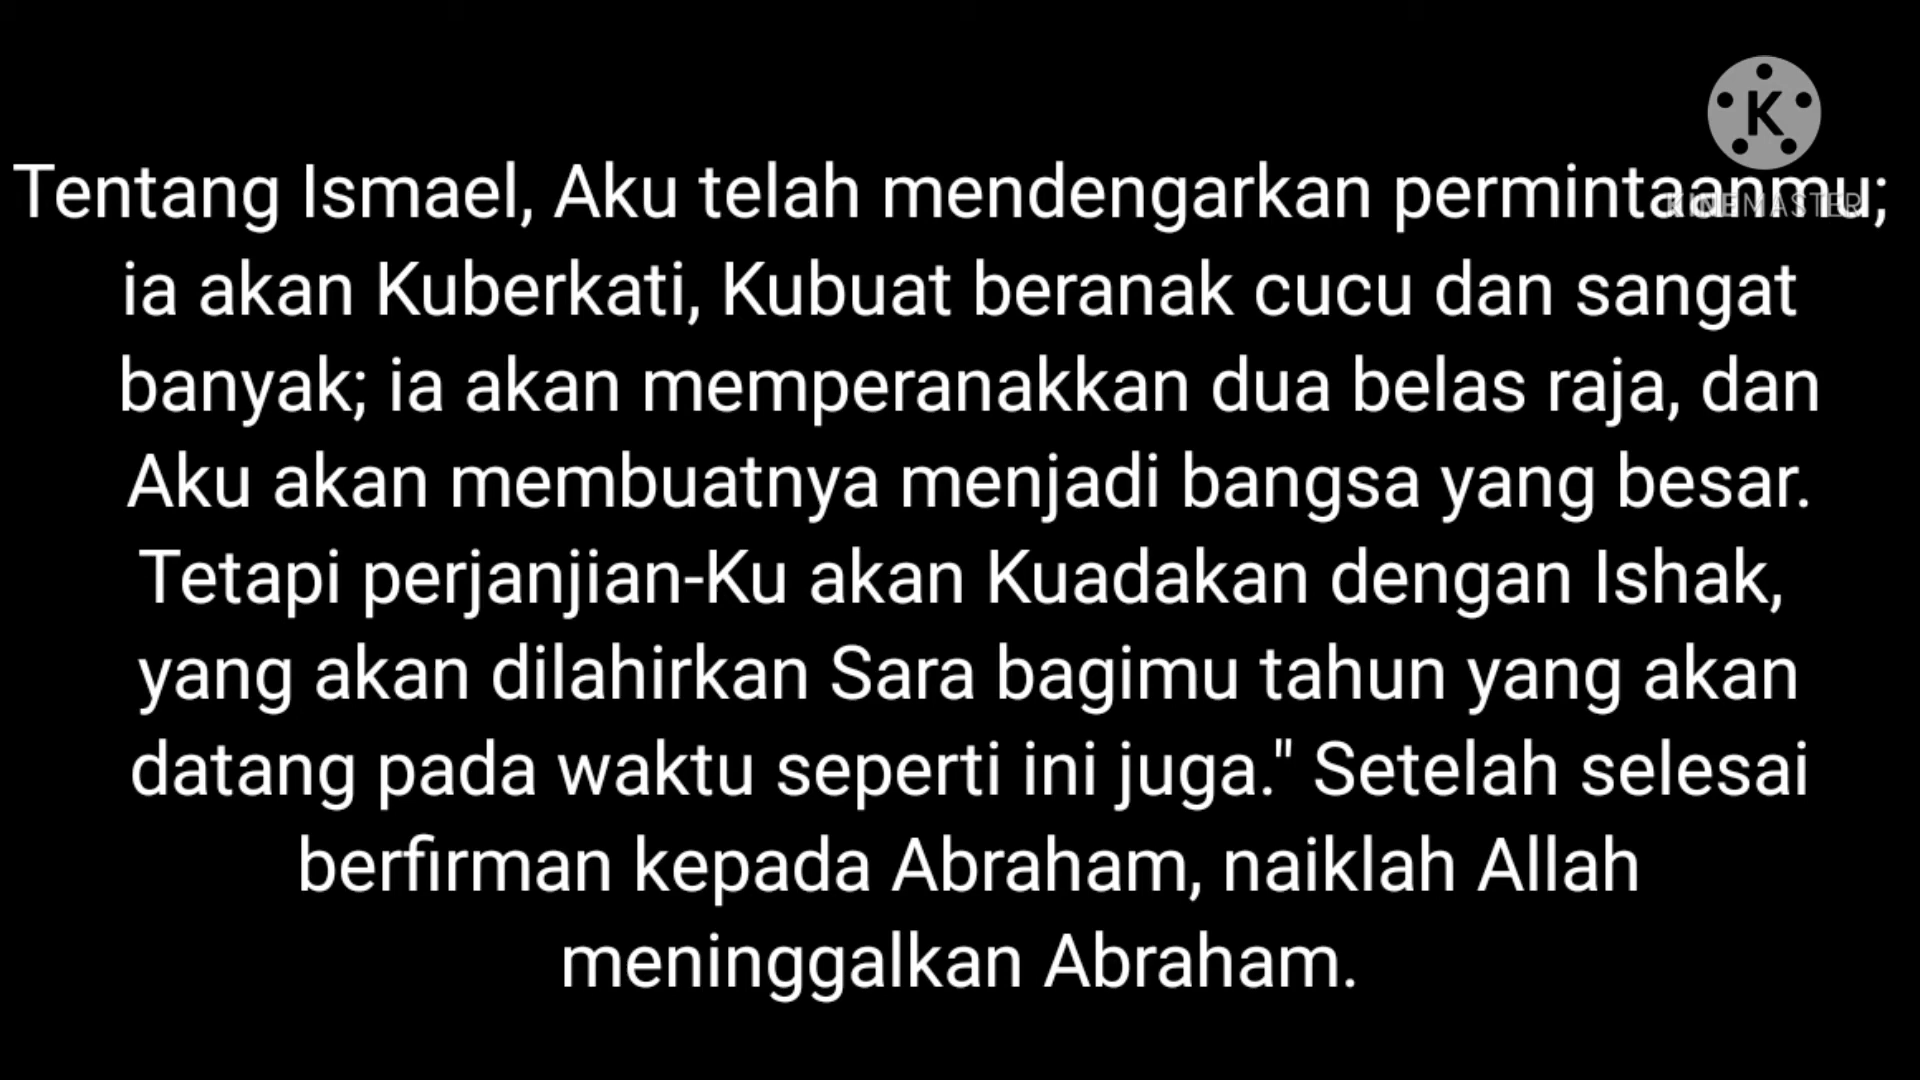 K
KINEMASTER
Tentang Ismael, Aku telah mendengarkan permintaanmu;
ia akan Kuberkati, Kubuat beranak cucu dan sangat
banyak; ia akan memperanakkan dua belas raja, dan
Aku akan membuatnya menjadi bangsa yang besar.
Tetapi perjanjian-Ku akan Kuadakan dengan Ishak,
yang akan dilahirkan Sara bagimu tahun yang akan
datang pada waktu seperti ini juga." Setelah selesai
berfirman kepada Abraham, naiklah Allah
meninggalkan Abraham.